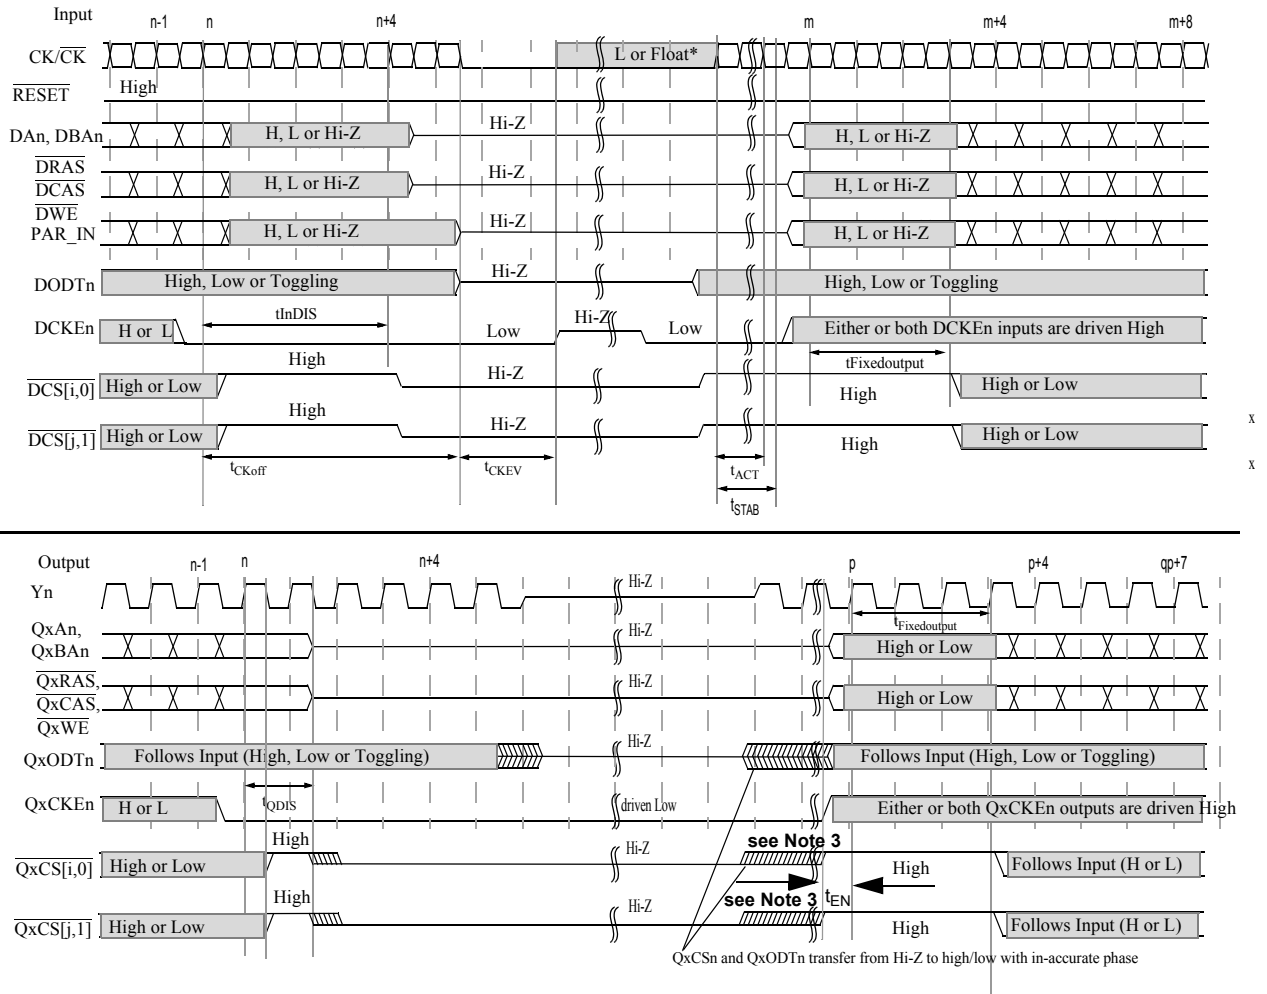 Input
n-1 n n+4 m m+4 m+8
CK/CK L or Float*
RESET High
DAn, DBAn H, L or Hi-Z Hi-Z H, L or Hi-Z
DRAS
DCAS H, L or Hi-Z Hi-Z H, L or Hi-Z
DWE
PAR_IN H, L or Hi-Z Hi-Z H, L or Hi-Z
DODTn High, Low or Toggling Hi-Z High, Low or Toggling
tInDIS
DCKEn H or L Low Hi-Z Low Either or both DCKEn inputs are driven High
tFixedoutput
DCS[i,0] High or Low High Hi-Z High High or Low
DCS[j,1] High or Low High Hi-Z High High or Low
x
x
tCKoff tCKEV tACT
tSTAB
Output
n-1 n n+4 p p+4 qp+7
Yn Hi-Z
tFixedoutput
QxAn,
QxBAn Hi-Z High or Low
QxRAS,
QxCAS, Hi-Z High or Low
QxWE
QxODTn Follows Input (High, Low or Toggling) Hi-Z Follows Input (High, Low or Toggling)
tQDIS
QxCKEn H or L driven Low Either or both QxCKEn outputs are driven High
see Note 3
QxCS[i,0] High or Low High Hi-Z High Follows Input (H or L)
see Note 3 tEN
QxCS[j,1] High or Low High Hi-Z High Follows Input (H or L)
QxCSn and QxODTn transfer from Hi-Z to high/low with in-accurate phase